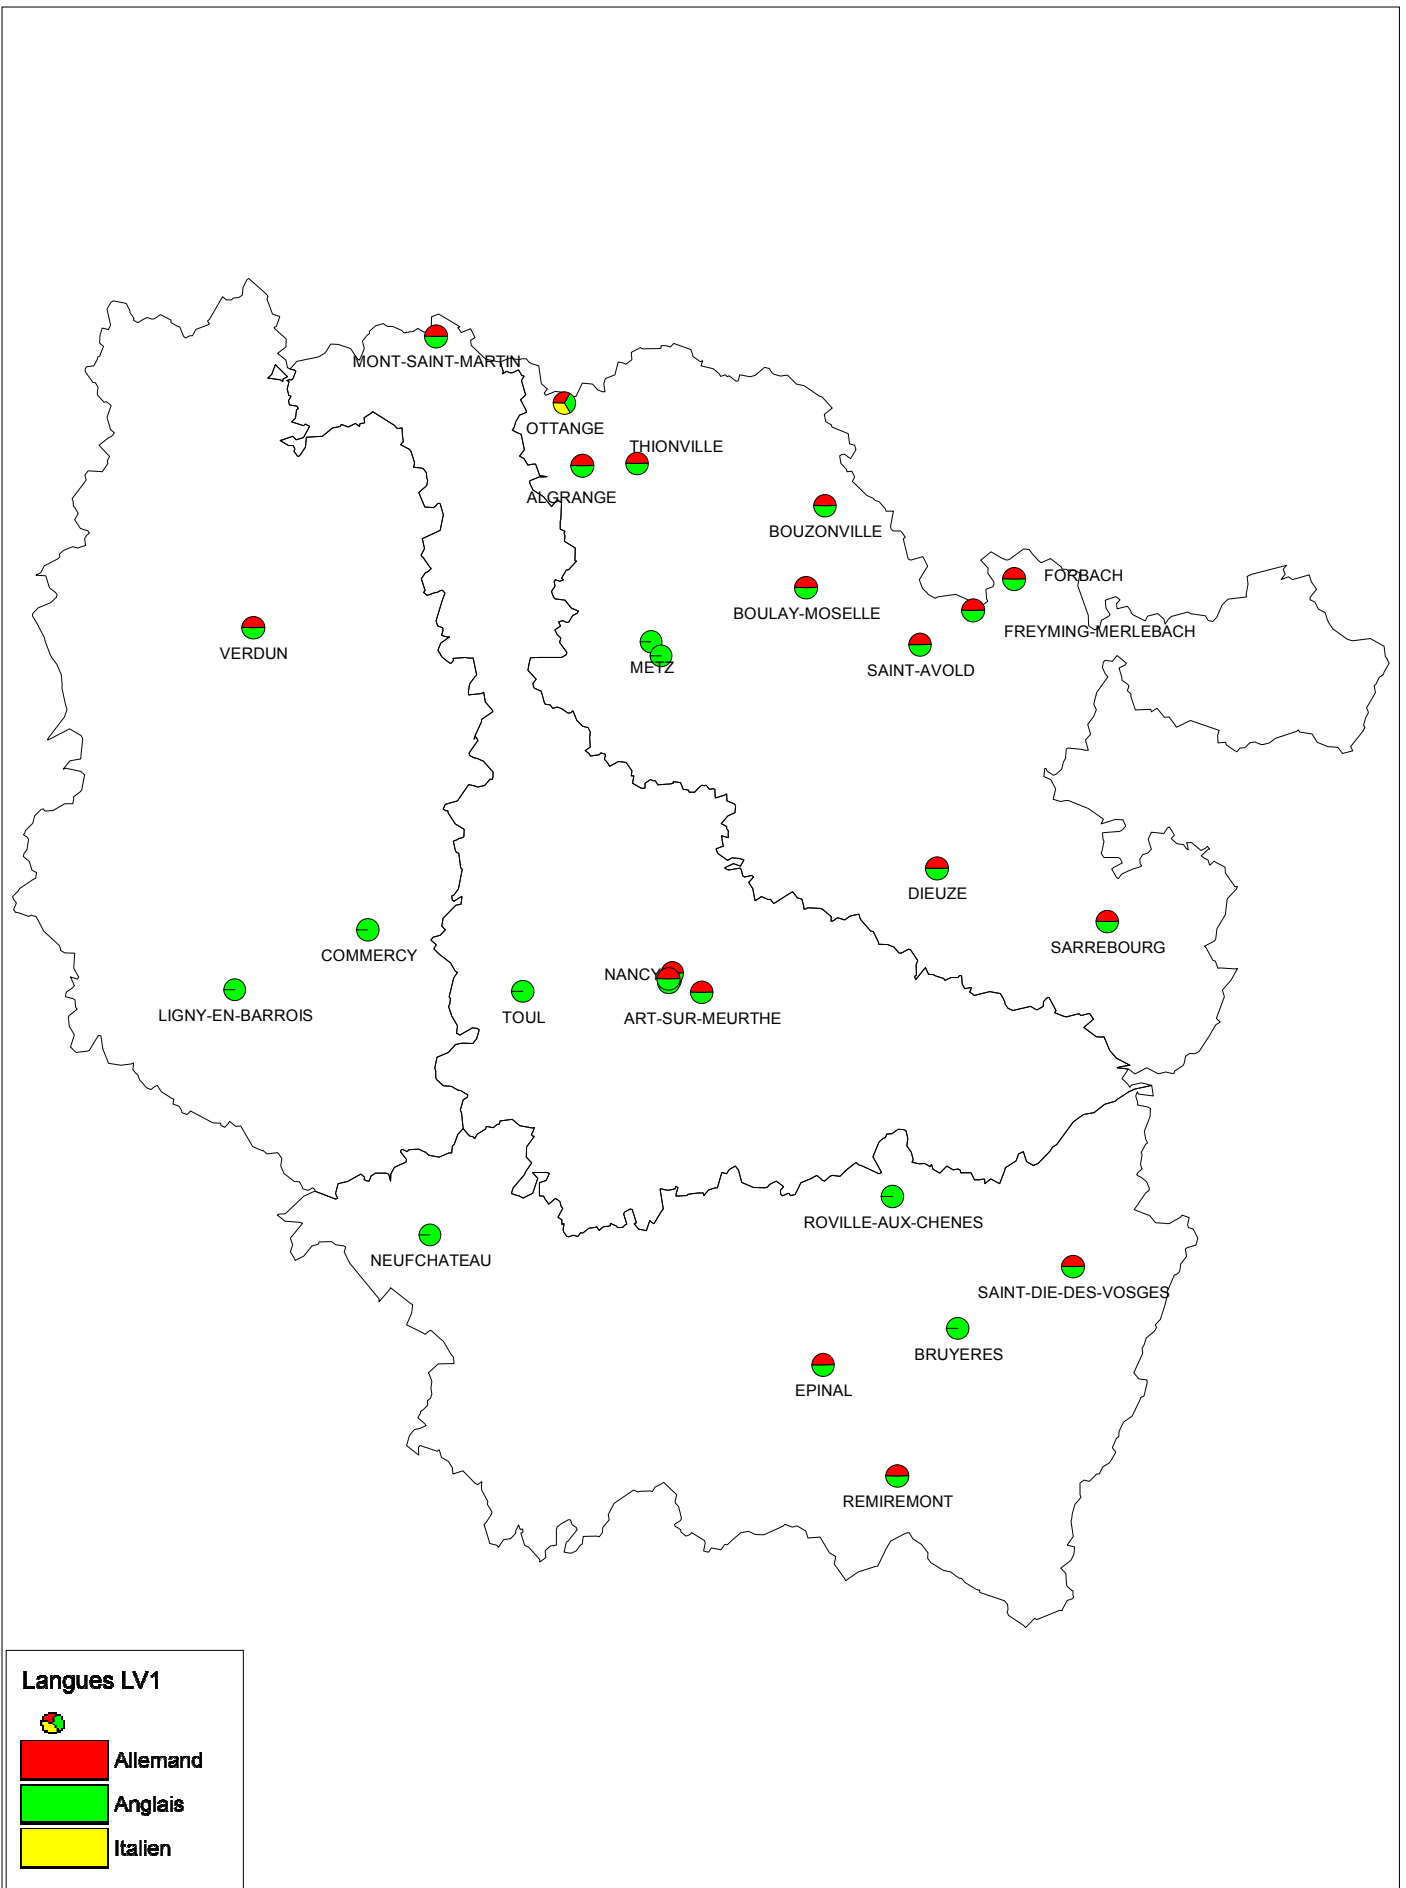 MONT-SAINT-MARTIN
OTTANGE
THIONVILLE
ALGRANGE
BOUZONVILLE
FORBACH
BOULAY-MOSELLE
FREYMING-MERLEBACH
VERDUN
METZ
SAINT-AVOLD
DIEUZE
SARREBOURG
COMMERCY
NANCY
LIGNY-EN-BARROIS
TOUL
ART-SUR-MEURTHE
ROVILLE-AUX-CHENES
NEUFCHATEAU
SAINT-DIE-DES-VOSGES
BRUYERES
EPINAL
REMIREMONT
Langues LV1
Allemand
Anglais
Italien